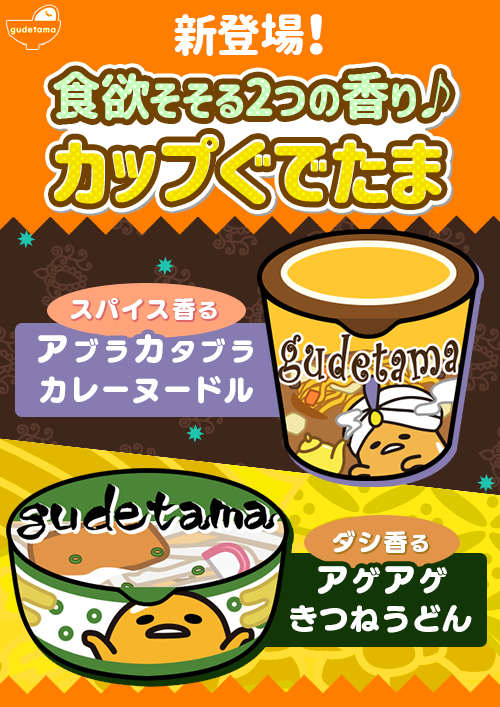 gudetama
新登場!
食欲そそる2つの香り♪
カップぐでたま
スパイス香る
アブラカタブラ
カレーヌードル
gudetama
gudetama
ダシ香る
アゲアゲ
きつねうどん